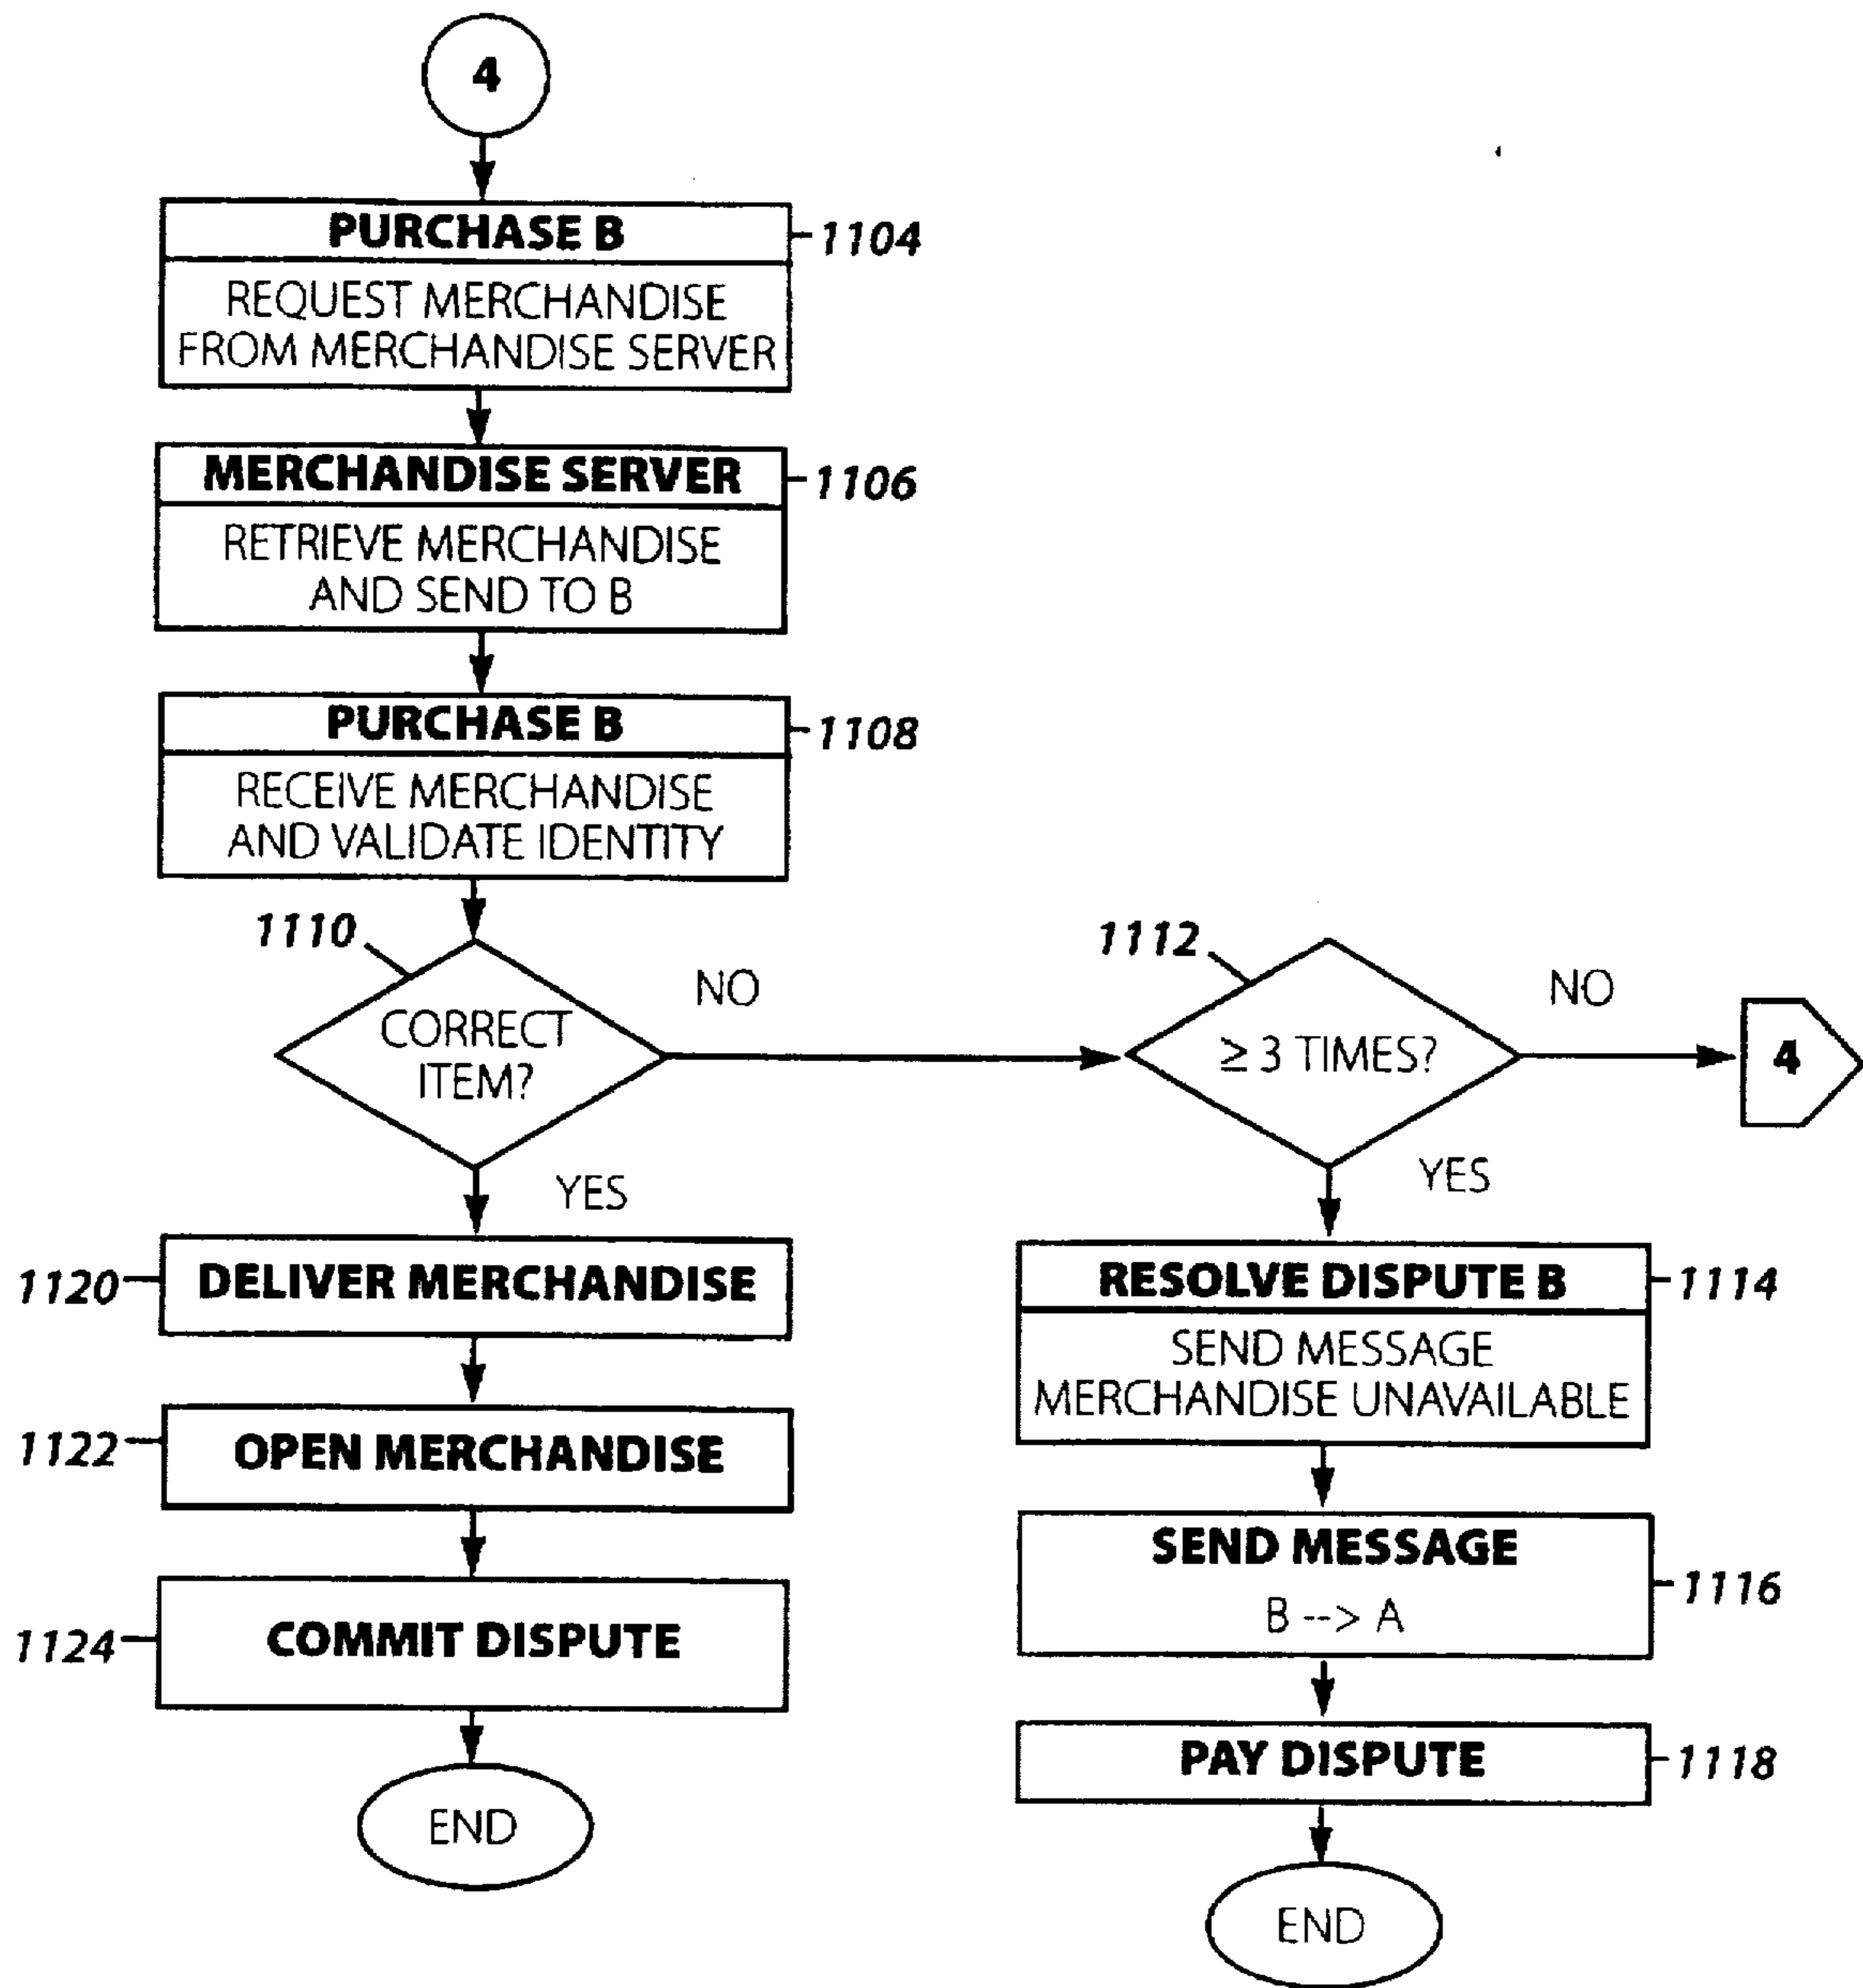 4
PURCHASE B
1104
REQUEST MERCHANDISE
FROM MERCHANDISE SERVER
MERCHANDISE SERVER
1106
RETRIEVE MERCHANDISE
AND SEND TO B
PURCHASE B
1108
RECEIVE MERCHANDISE
AND VALIDATE IDENTITY
1110
CORRECT
ITEM?
NO
1112
≥ 3 TIMES?
NO
4
YES
YES
1120
DELIVER MERCHANDISE
1122
OPEN MERCHANDISE
1124
COMMIT DISPUTE
END
RESOLVE DISPUTE B
1114
SEND MESSAGE
MERCHANDISE UNAVAILABLE
SEND MESSAGE
1116
B --> A
PAY DISPUTE
1118
END